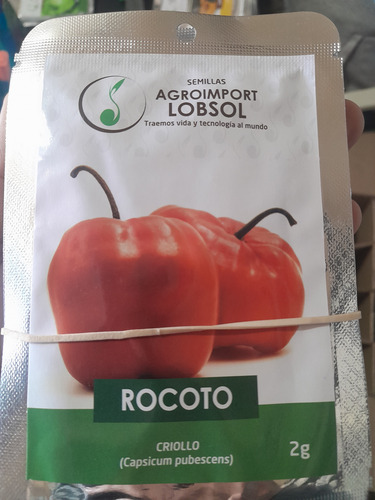 SEMILLAS
AGROIMPORT
LOBSOL
Traemos vida y tecnología al mundo
ROCOTO
CRIOLLO
(Capsicum pubescens)
2g